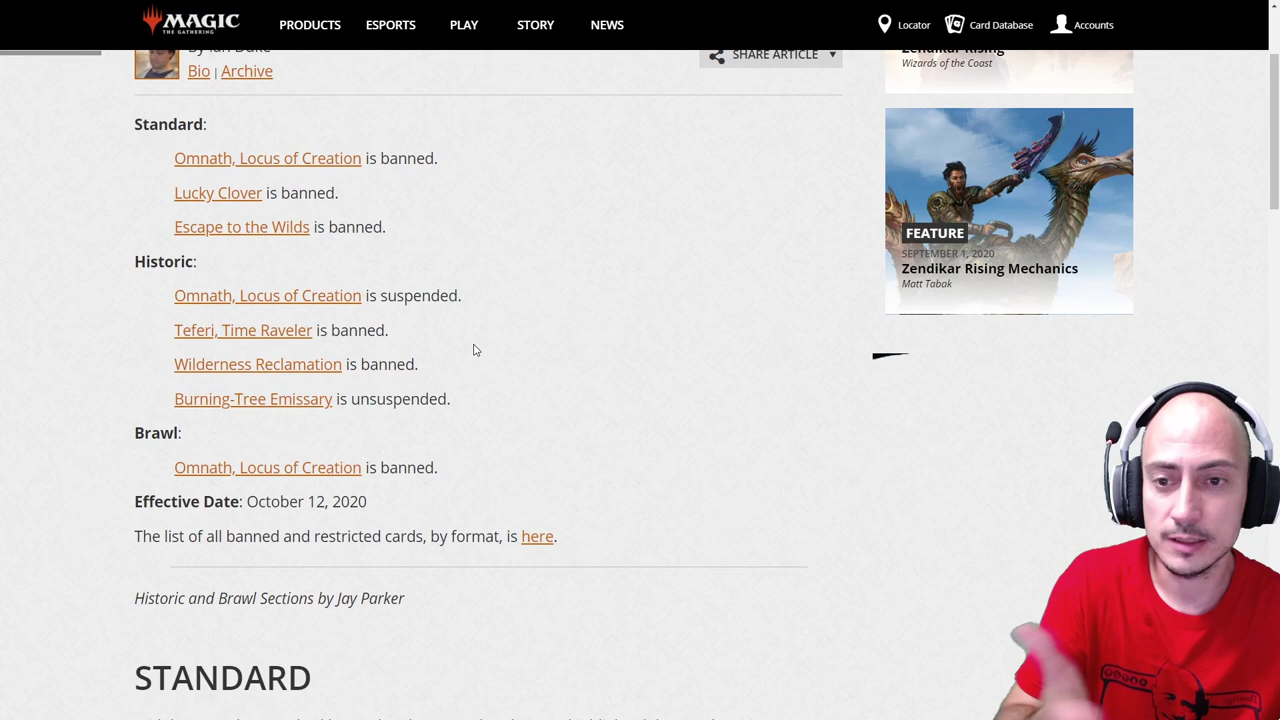 MAGIC
THE GATHERING
PRODUCTS
ESPORTS
PLAY
STORY
NEWS
Locator
Card Database
Accounts
By Ian Duke
Bio | Archive
SHARE ARTICLE ▼
Zendikar Rising
Wizards of the Coast
Standard:
Omnath, Locus of Creation is banned.
Lucky Clover is banned.
Escape to the Wilds is banned.
Historic:
Omnath, Locus of Creation is suspended.
Teferi, Time Raveler is banned.
Wilderness Reclamation is banned.
Burning-Tree Emissary is unsuspended.
Brawl:
Omnath, Locus of Creation is banned.
Effective Date: October 12, 2020
The list of all banned and restricted cards, by format, is here.
Historic and Brawl Sections by Jay Parker
STANDARD
FEATURE
SEPTEMBER 1, 2020
Zendikar Rising Mechanics
Matt Tabak